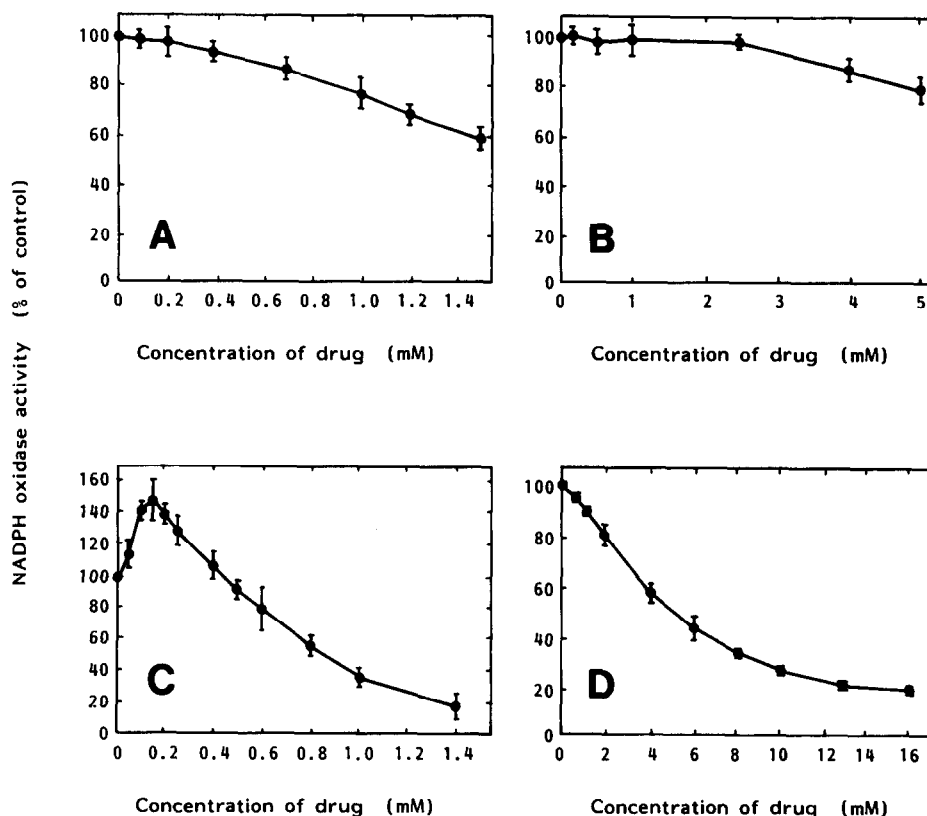 NADPH oxidase activity (% of control)
100
80
60
40
20
0
A
0 0.2 0.4 0.6 0.8 1.0 1.2 1.4
Concentration of drug (mM)
100
80
60
40
20
0
B
0 1 2 3 4 5
Concentration of drug (mM)
160
140
120
100
80
60
40
20
0
C
0 0.2 0.4 0.6 0.8 1.0 1.2 1.4
Concentration of drug (mM)
100
80
60
40
20
0
D
0 2 4 6 8 10 12 14 16
Concentration of drug (mM)